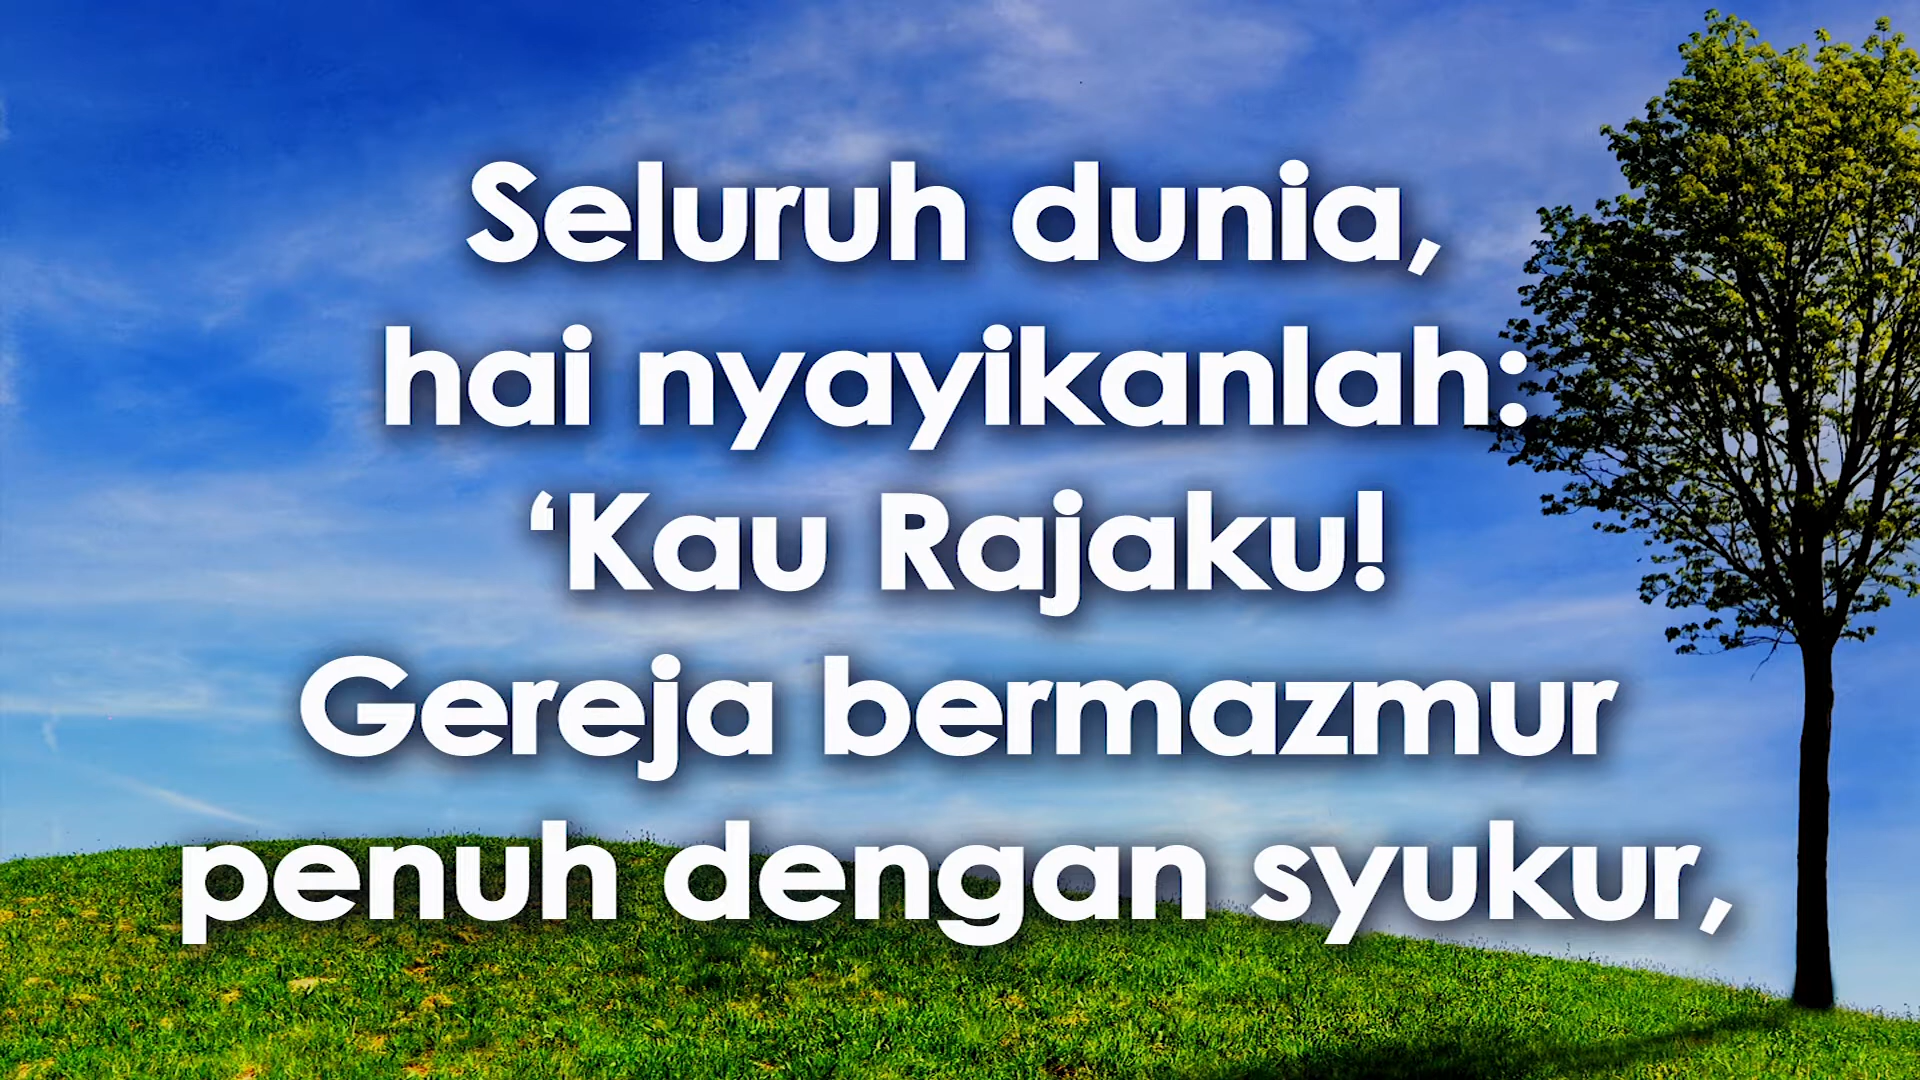 Seluruh dunia,
hai nyayikanlah:
‘Kau Rajaku!
Gereja bermazmur
penuh dengan syukur,